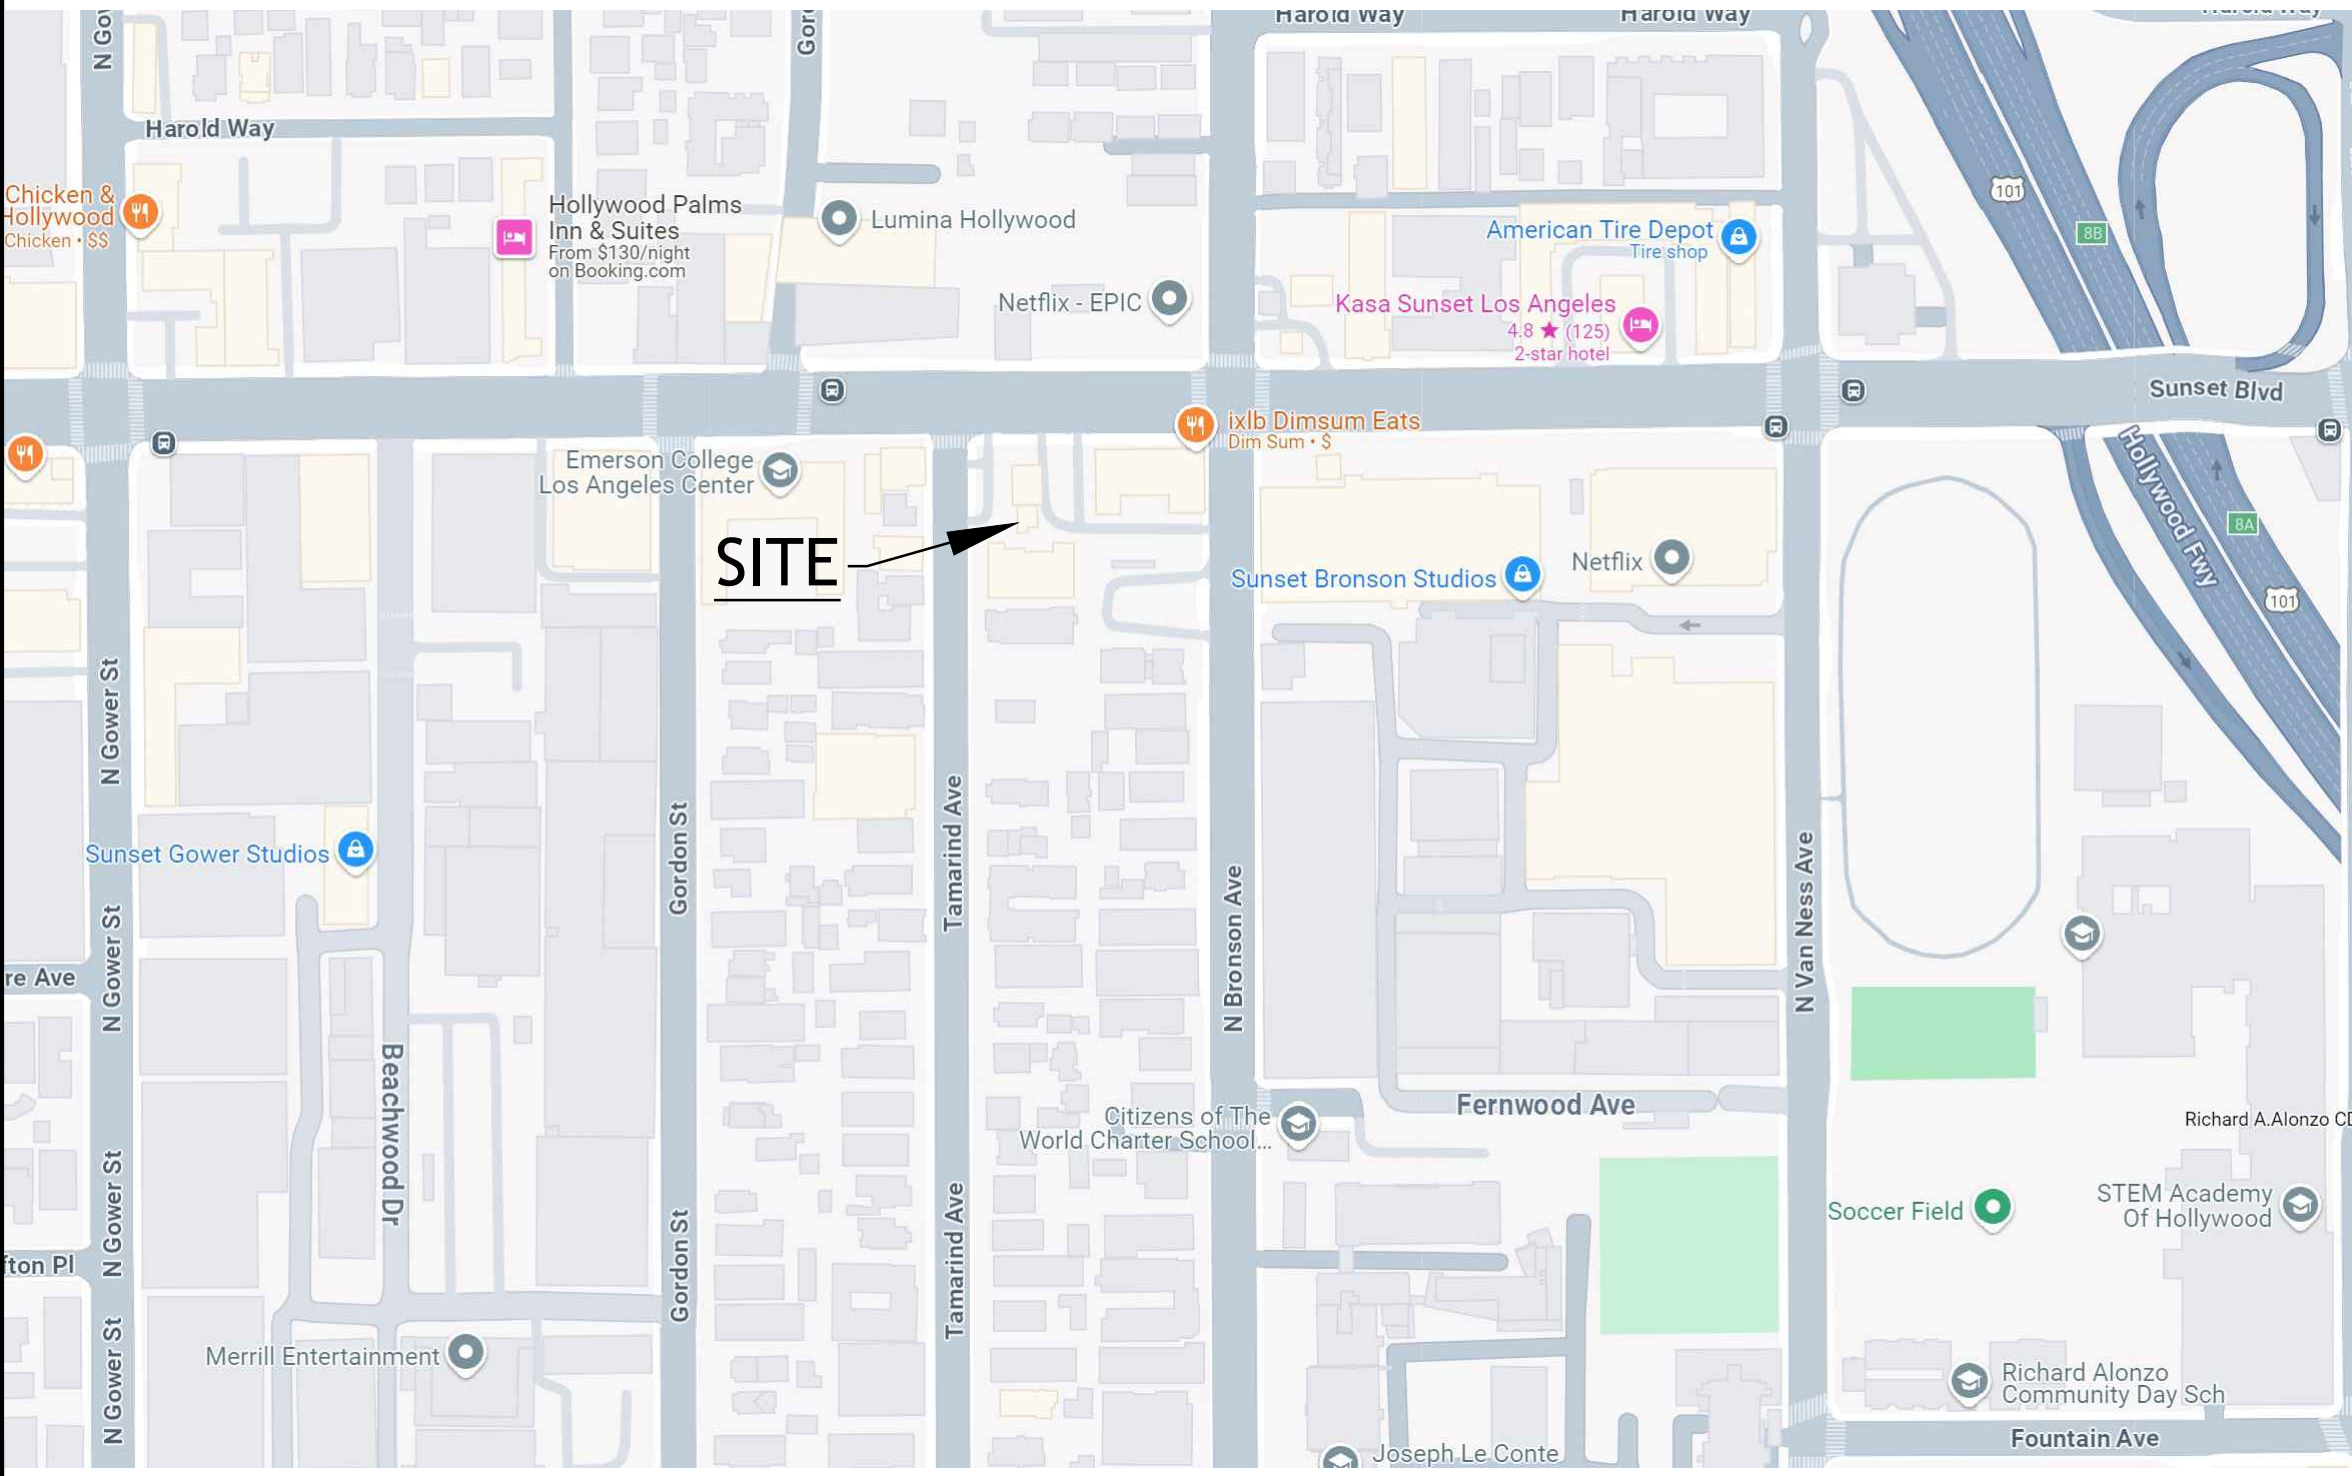 N Gov
Gor
Harold Way
Harold Way
Harold Way
101
Chicken &
Hollywood
Chicken • $$
Hollywood Palms
Inn & Suites
From $130/night
on Booking.com
Lumina Hollywood
American Tire Depot
Tire shop
8B
Netflix - EPIC
Kasa Sunset Los Angeles
4.8 ★ (125)
2-star hotel
Sunset Blvd
ixlb Dimsum Eats
Dim Sum • $
Emerson College
Los Angeles Center
Hollywood Fwy
8A
SITE
Sunset Bronson Studios
Netflix
101
N Gower St
Sunset Gower Studios
Gordon St
Tamarind Ave
N Bronson Ave
N Van Ness Ave
N Gower St
re Ave
Beachwood Dr
Fernwood Ave
Citizens of The
World Charter School...
Richard A.Alonzo
N Gower St
Gordon St
Tamarind Ave
Soccer Field
STEM Academy
Of Hollywood
fton Pl
N Gower St
Merrill Entertainment
Richard Alonzo
Community Day Sch
Fountain Ave
Joseph Le Conte